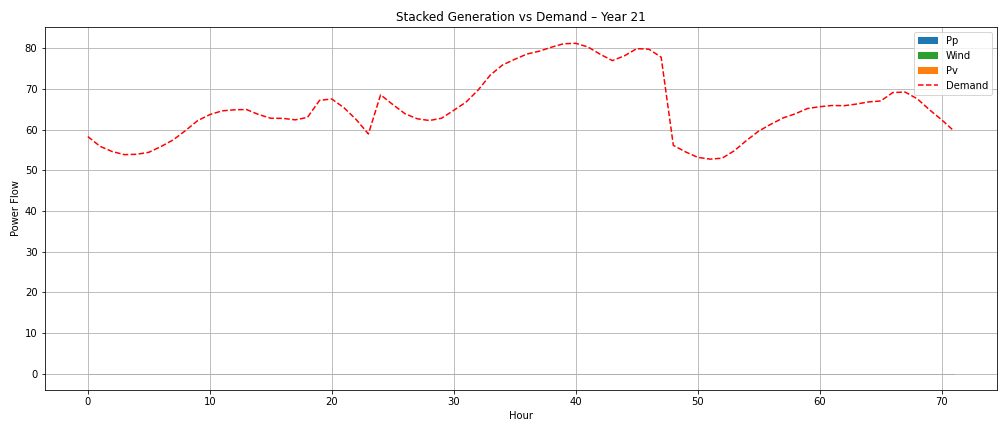 Stacked Generation vs Demand – Year 21
Pp
Wind
Pv
Demand
Power Flow
80
70
60
50
40
30
20
10
0
0 10 20 30 40 50 60 70
Hour